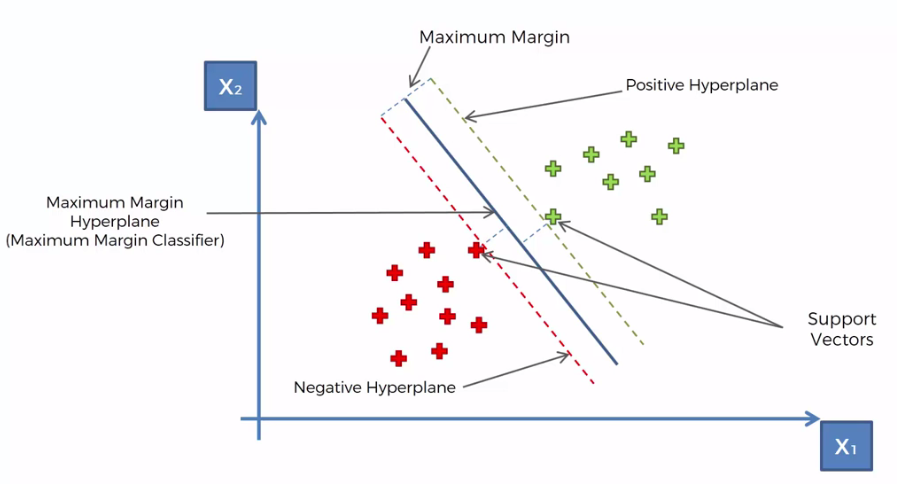 Maximum Margin
X₂
Positive Hyperplane
Maximum Margin
Hyperplane
(Maximum Margin Classifier)
Support
Vectors
Negative Hyperplane
X₁